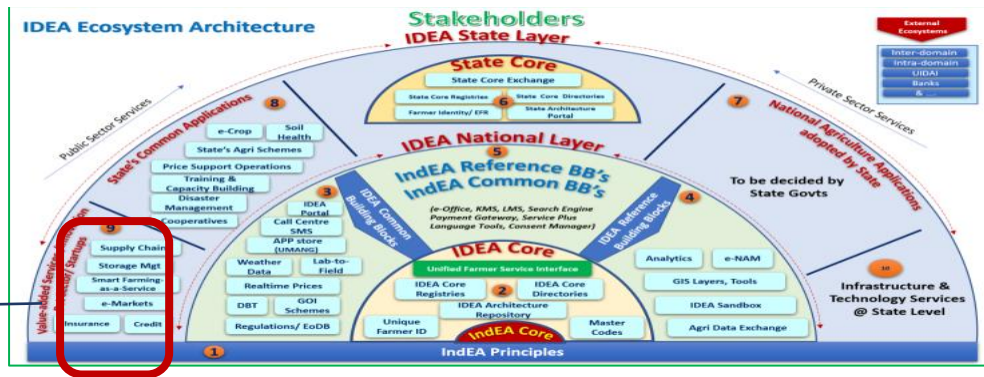 IDEA Ecosystem Architecture
Stakeholders
IDEA State Layer
External
Ecosystems
Inter-domain
Intra-domain
UIDAI
Banks
& ...
Public Sector Services
Private Sector Services
State Core
State Core Exchange
State Core Registries
State Core Directories
6
Farmer Identity/ EFR
State Architecture
Portal
State's Common Applications
8
e-Crop
Soil
Health
State's Agri Schemes
Price Support Operations
Training &
Capacity Building
Disaster
Management
Cooperatives
7
National Agriculture Applications
adopted by State
To be decided by
State Govts
IDEA National Layer
5
IndEA Reference BB's
IndEA Common BB's
(e-Office, KMS, LMS, Search Engine
Payment Gateway, Service Plus
Language Tools, Consent Manager)
IDEA Common
Building Blocks
IDEA Reference
Building Blocks
3
IDEA
Portal
Call Centre
SMS
APP store
(UMANG)
Weather
Data
Lab-to-
Field
Realtime Prices
DBT
GOI
Schemes
Regulations/ EoDB
4
Analytics
e-NAM
GIS Layers, Tools
IDEA Sandbox
Agri Data Exchange
IDEA Core
Unified Farmer Service Interface
IDEA Core
Registries
2
IDEA Core
Directories
IDEA Architecture
Repository
Unique
Farmer ID
Master
Codes
IndEA Core
9
Value-added Services
Startups
Supply Chain
Storage Mgt
Smart Farming-
as-a-Service
e-Markets
Insurance
Credit
Infrastructure &
Technology Services
@ State Level
1
IndEA Principles